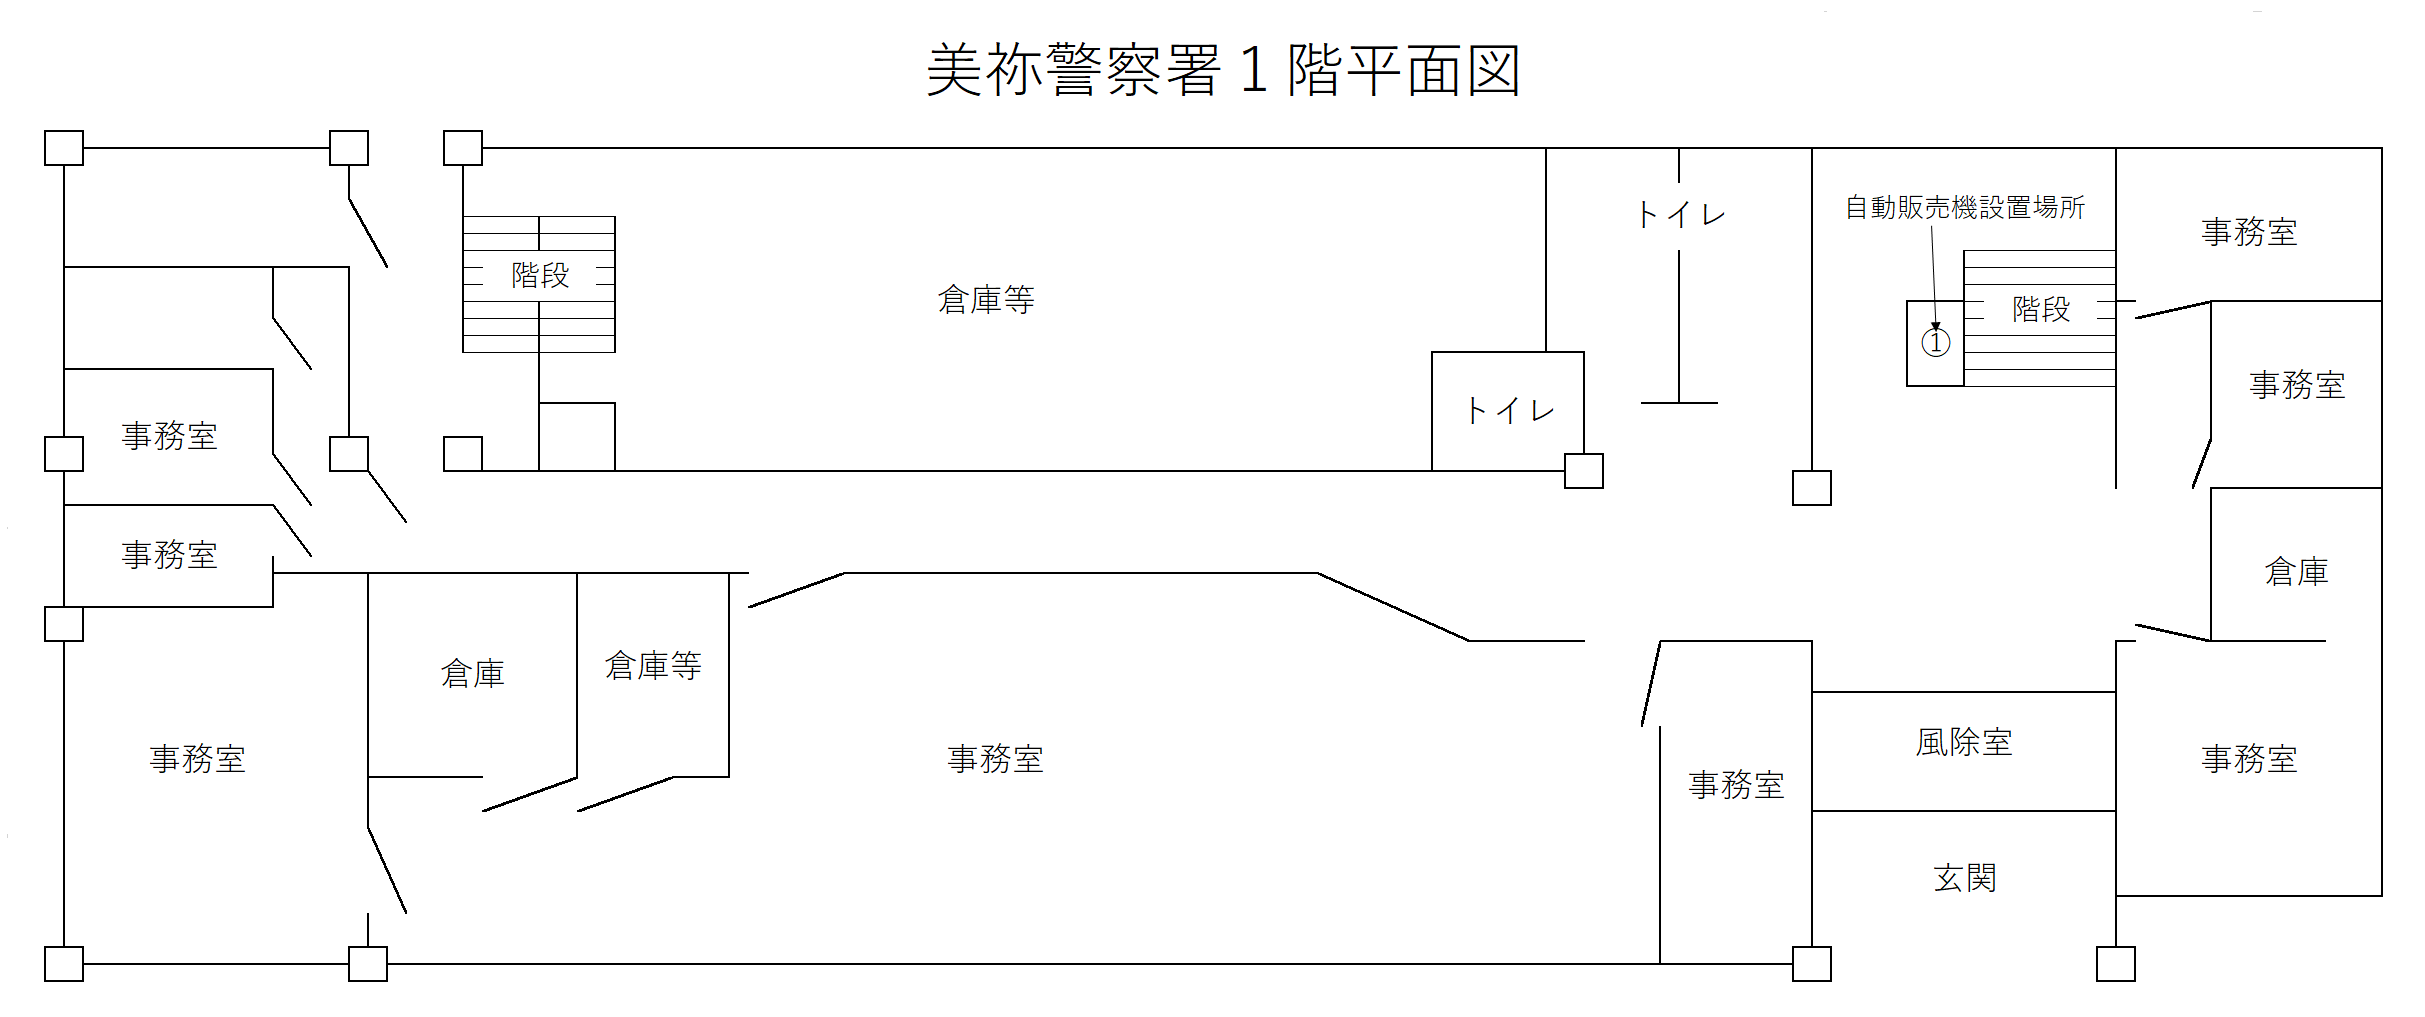 美祢警察署１階平面図
自動販売機設置場所
トイレ
事務室
階段
倉庫等
階段
①
事務室
トイレ
事務室
事務室
倉庫
倉庫
倉庫等
事務室
事務室
事務室
風除室
事務室
玄関